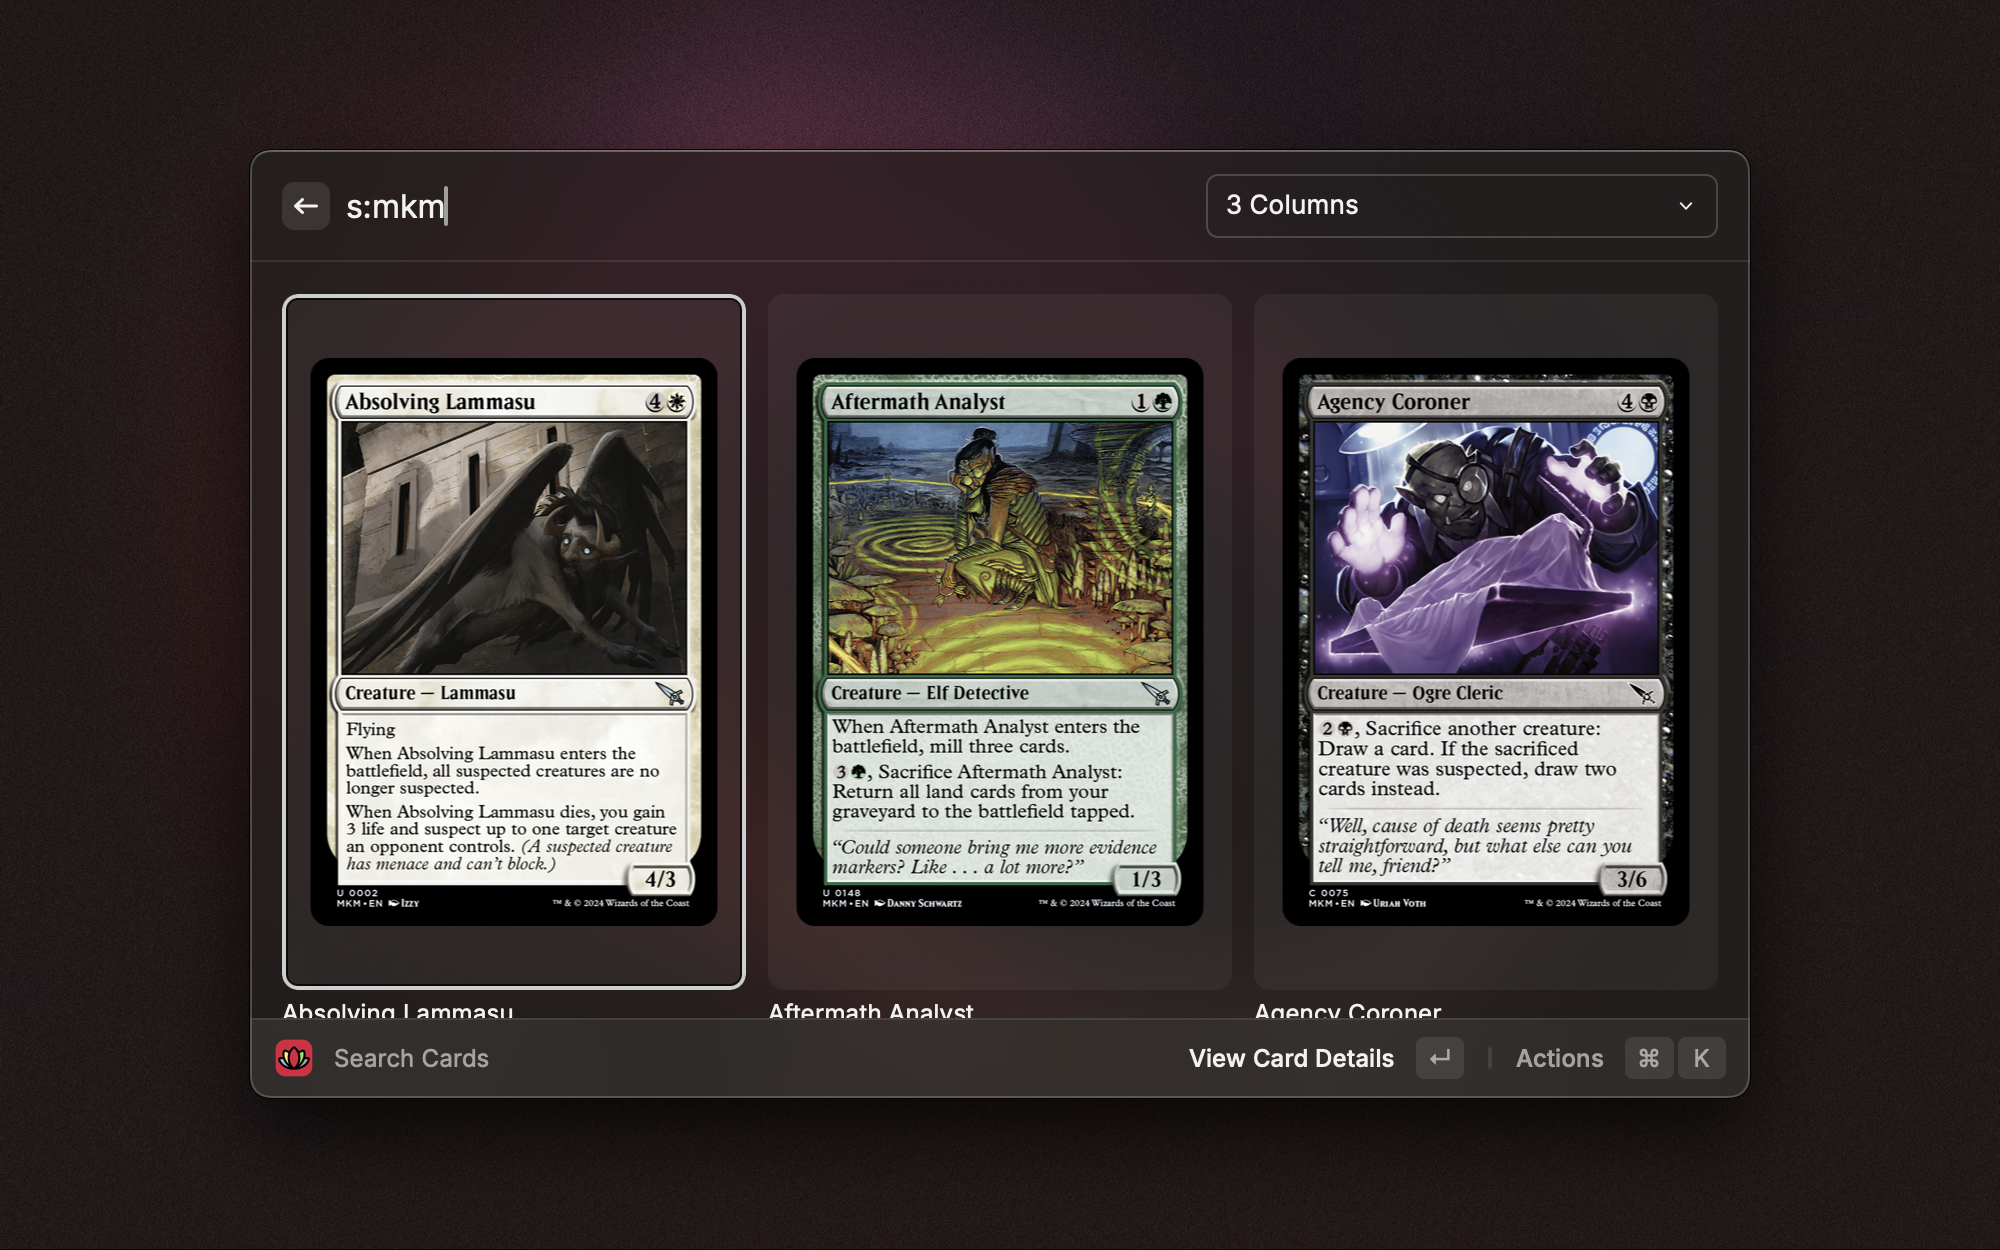 s:mkm
3 Columns
Absolving Lammasu 4
Creature — Lammasu
Flying
When Absolving Lammasu enters the
battlefield, all suspected creatures are no
longer suspected.
When Absolving Lammasu dies, you gain
3 life and suspect up to one target creature
an opponent controls. (A suspected creature
has menace and can't block.)
4/3
U 0002
MKM • EN Izzy
™ & © 2024 Wizards of the Coast
Aftermath Analyst 1
Creature — Elf Detective
When Aftermath Analyst enters the
battlefield, mill three cards.
3, Sacrifice Aftermath Analyst:
Return all land cards from your
graveyard to the battlefield tapped.
“Could someone bring me more evidence
markers? Like . . . a lot more?”
1/3
U 0148
MKM • EN Danny Schwartz
™ & © 2024 Wizards of the Coast
Agency Coroner 4
Creature — Ogre Cleric
2, Sacrifice another creature:
Draw a card. If the sacrificed
creature was suspected, draw two
cards instead.
“Well, cause of death seems pretty
straightforward, but what else can you
tell me, friend?”
3/6
C 0075
MKM • EN Uriah Voth
™ & © 2024 Wizards of the Coast
Absolving Lammasu
Aftermath Analyst
Agency Coroner
Search Cards
View Card Details
Actions ⌘ K